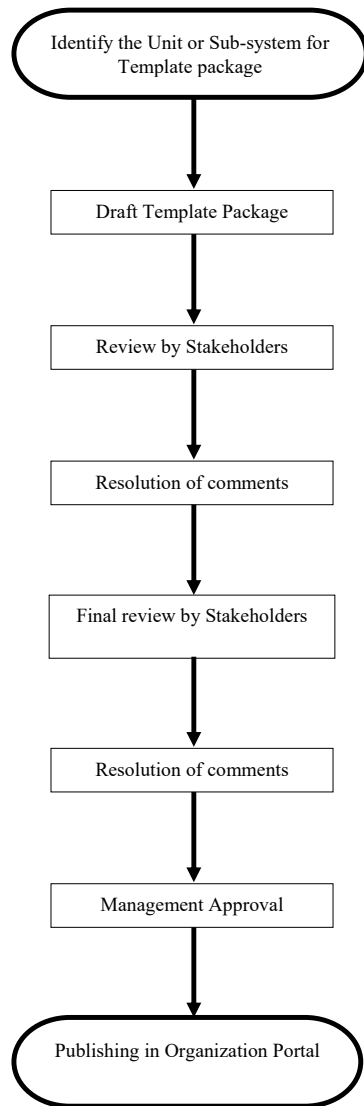 Identify the Unit or Sub-system for
Template package
Draft Template Package
Review by Stakeholders
Resolution of comments
Final review by Stakeholders
Resolution of comments
Management Approval
Publishing in Organization Portal